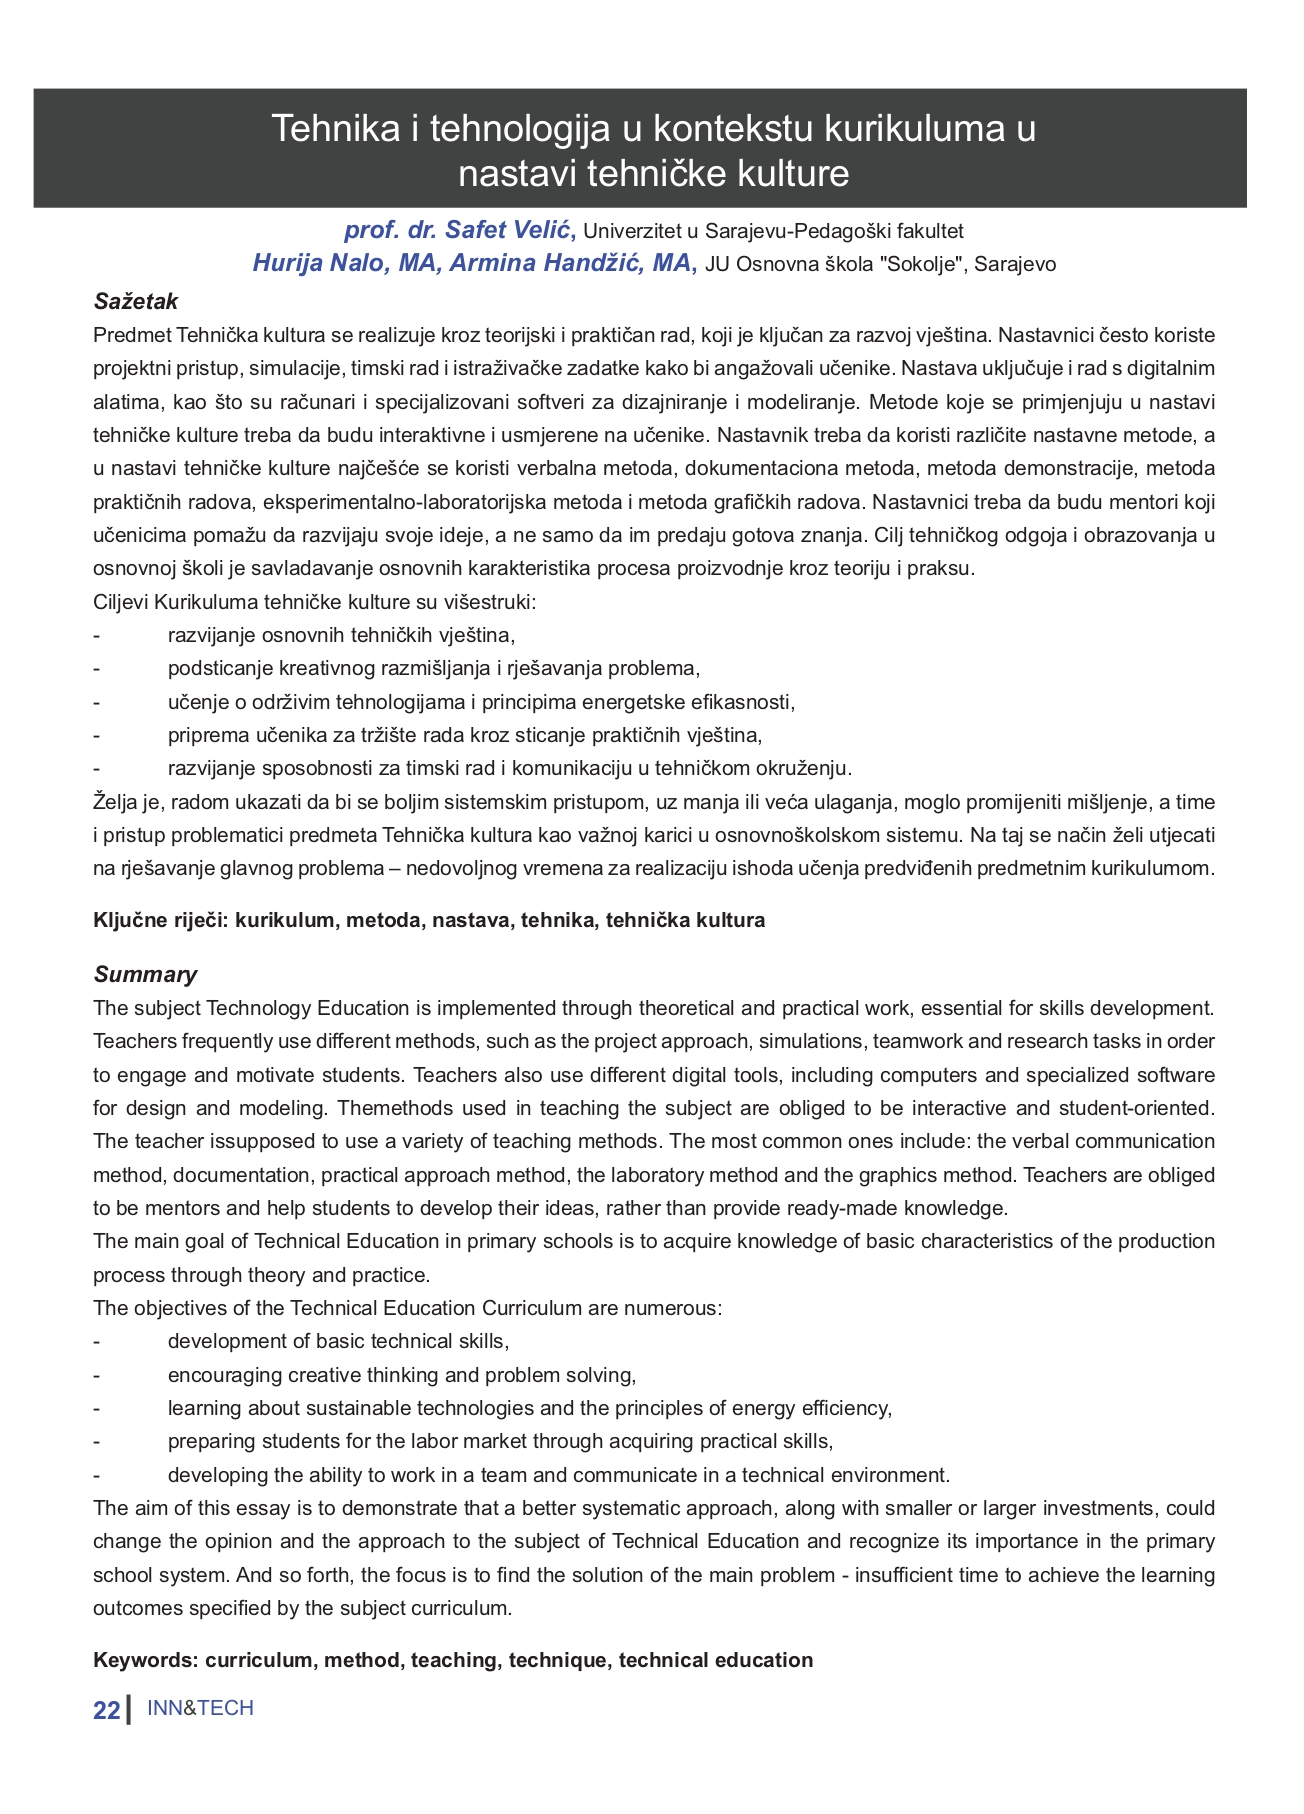 Tehnika i tehnologija u kontekstu kurikuluma u
nastavi tehničke kulture
prof. dr. Safet Velić, Univerzitet u Sarajevu-Pedagoški fakultet
Hurija Nalo, MA, Armina Handžić, MA, JU Osnovna škola "Sokolje", Sarajevo
Sažetak
Predmet Tehnička kultura se realizuje kroz teorijski i praktičan rad, koji je ključan za razvoj vještina. Nastavnici često koriste
projektni pristup, simulacije, timski rad i istraživačke zadatke kako bi angažovali učenike. Nastava uključuje i rad s digitalnim
alatima, kao što su računari i specijalizovani softveri za dizajniranje i modeliranje. Metode koje se primjenjuju u nastavi
tehničke kulture treba da budu interaktivne i usmjerene na učenike. Nastavnik treba da koristi različite nastavne metode, a
u nastavi tehničke kulture najčešće se koristi verbalna metoda, dokumentaciona metoda, metoda demonstracije, metoda
praktičnih radova, eksperimentalno-laboratorijska metoda i metoda grafičkih radova. Nastavnici treba da budu mentori koji
učenicima pomažu da razvijaju svoje ideje, a ne samo da im predaju gotova znanja. Cilj tehničkog odgoja i obrazovanja u
osnovnoj školi je savladavanje osnovnih karakteristika procesa proizvodnje kroz teoriju i praksu.
Ciljevi Kurikuluma tehničke kulture su višestruki:
- razvijanje osnovnih tehničkih vještina,
- podsticanje kreativnog razmišljanja i rješavanja problema,
- učenje o održivim tehnologijama i principima energetske efikasnosti,
- priprema učenika za tržište rada kroz sticanje praktičnih vještina,
- razvijanje sposobnosti za timski rad i komunikaciju u tehničkom okruženju.
Želja je, radom ukazati da bi se boljim sistemskim pristupom, uz manja ili veća ulaganja, moglo promijeniti mišljenje, a time
i pristup problematici predmeta Tehnička kultura kao važnoj karici u osnovnoškolskom sistemu. Na taj se način želi utjecati
na rješavanje glavnog problema – nedovoljnog vremena za realizaciju ishoda učenja predviđenih predmetnim kurikulumom.
Ključne riječi: kurikulum, metoda, nastava, tehnika, tehnička kultura
Summary
The subject Technology Education is implemented through theoretical and practical work, essential for skills development.
Teachers frequently use different methods, such as the project approach, simulations, teamwork and research tasks in order
to engage and motivate students. Teachers also use different digital tools, including computers and specialized software
for design and modeling. Themethods used in teaching the subject are obliged to be interactive and student-oriented.
The teacher issupposed to use a variety of teaching methods. The most common ones include: the verbal communication
method, documentation, practical approach method, the laboratory method and the graphics method. Teachers are obliged
to be mentors and help students to develop their ideas, rather than provide ready-made knowledge.
The main goal of Technical Education in primary schools is to acquire knowledge of basic characteristics of the production
process through theory and practice.
The objectives of the Technical Education Curriculum are numerous:
- development of basic technical skills,
- encouraging creative thinking and problem solving,
- learning about sustainable technologies and the principles of energy efficiency,
- preparing students for the labor market through acquiring practical skills,
- developing the ability to work in a team and communicate in a technical environment.
The aim of this essay is to demonstrate that a better systematic approach, along with smaller or larger investments, could
change the opinion and the approach to the subject of Technical Education and recognize its importance in the primary
school system. And so forth, the focus is to find the solution of the main problem - insufficient time to achieve the learning
outcomes specified by the subject curriculum.
Keywords: curriculum, method, teaching, technique, technical education
22 INN&TECH